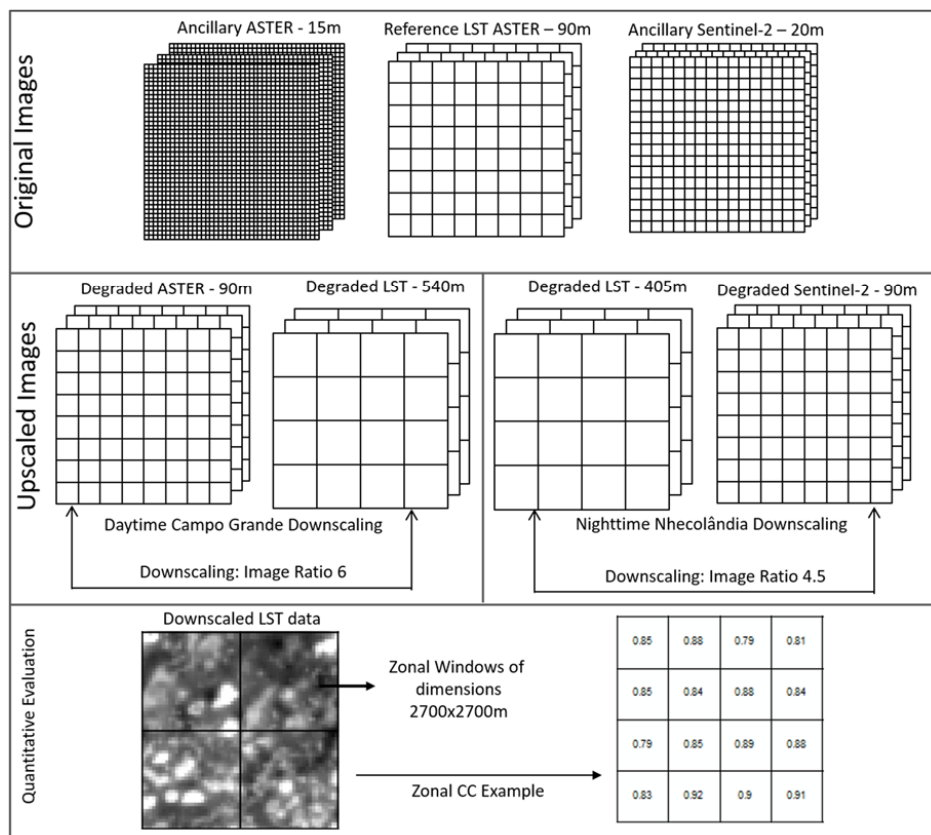 Original Images
Ancillary ASTER - 15m
Reference LST ASTER – 90m
Ancillary Sentinel-2 – 20m
Upscaled Images
Degraded ASTER - 90m
Degraded LST - 540m
Daytime Campo Grande Downscaling
Downscaling: Image Ratio 6
Degraded LST - 405m
Degraded Sentinel-2 - 90m
Nighttime Nhecolândia Downscaling
Downscaling: Image Ratio 4.5
Quantitative Evaluation
Downscaled LST data
Zonal Windows of
dimensions
2700x2700m
Zonal CC Example
0.85 0.88 0.79 0.81
0.85 0.84 0.88 0.84
0.79 0.85 0.89 0.88
0.83 0.92 0.9 0.91